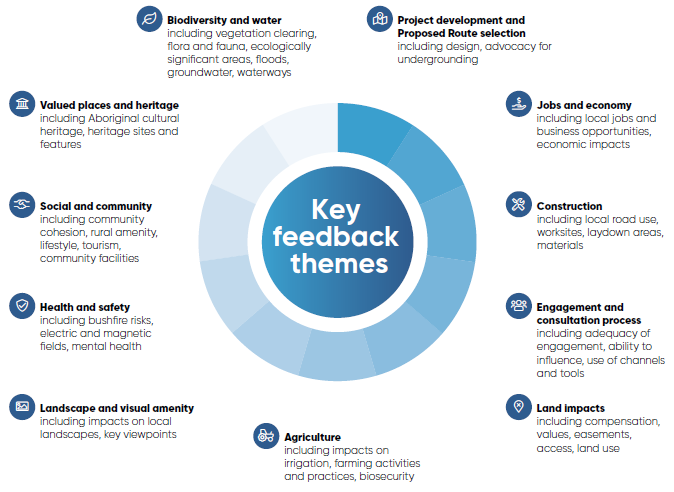 Biodiversity and water
including vegetation clearing,
flora and fauna, ecologically
significant areas, floods,
groundwater, waterways
Project development and
Proposed Route selection
including design, advocacy for
undergrounding
Valued places and heritage
including Aboriginal cultural
heritage, heritage sites and
features
Jobs and economy
including local jobs and
business opportunities,
economic impacts
Key
feedback
themes
Social and community
including community
cohesion, rural amenity,
lifestyle, tourism,
community facilities
Construction
including local road use,
worksites, laydown areas,
materials
Health and safety
including bushfire risks,
electric and magnetic
fields, mental health
Engagement and
consultation process
including adequacy of
engagement, ability to
influence, use of channels
and tools
Landscape and visual amenity
including impacts on local
landscapes, key viewpoints
Agriculture
including impacts on
irrigation, farming activities
and practices, biosecurity
Land impacts
including compensation,
values, easements,
access, land use